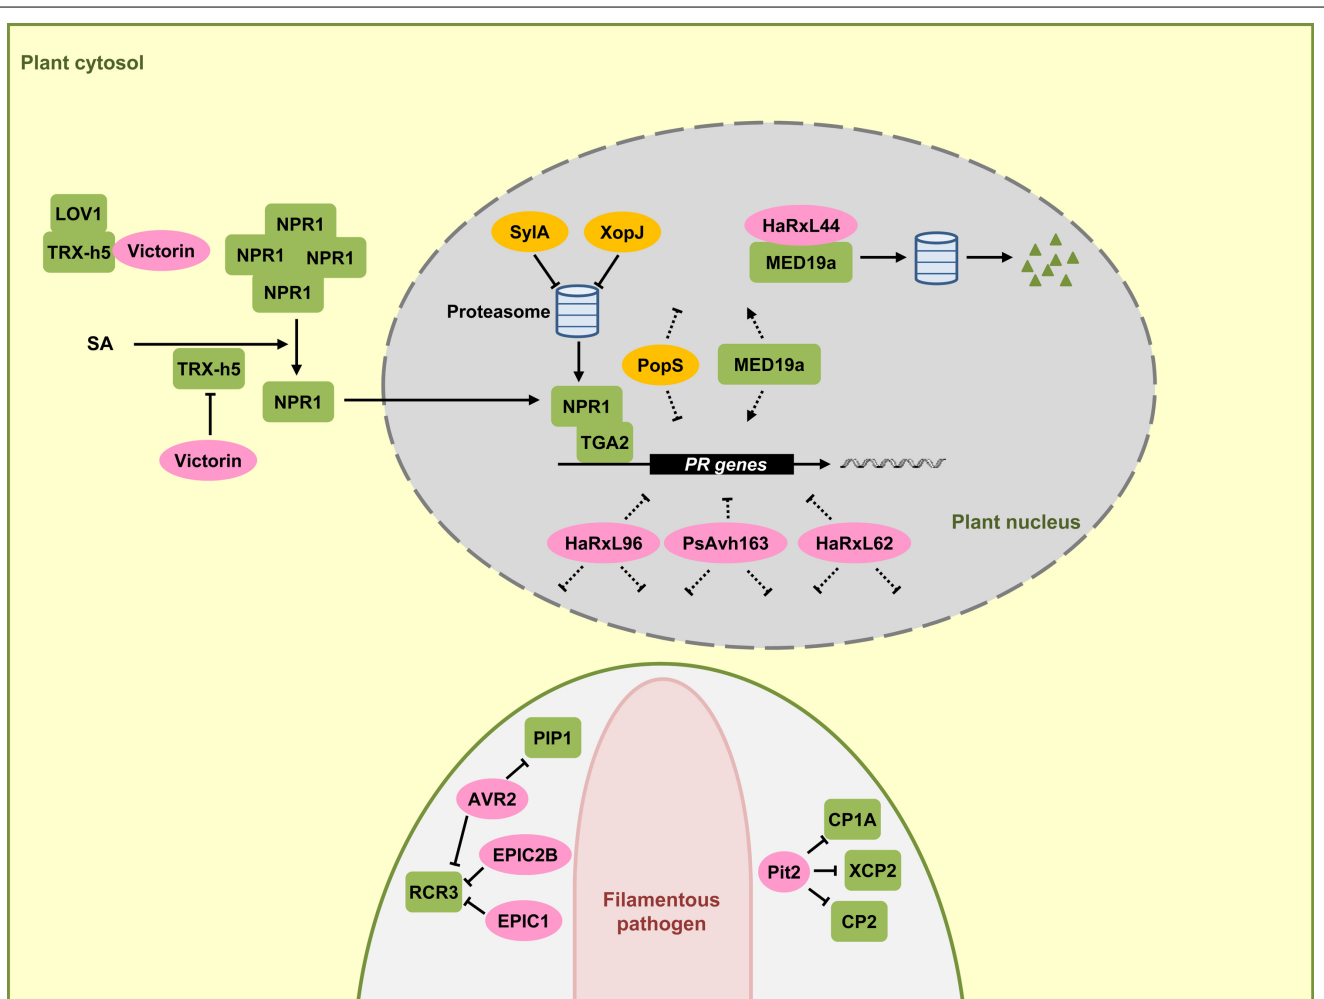 Plant cytosol
LOV1
TRX-h5
Victorin
NPR1
NPR1
NPR1
NPR1
SA
TRX-h5
NPR1
Victorin
SylA
XopJ
Proteasome
HaRxL44
MED19a
PopS
MED19a
NPR1
TGA2
PR genes
HaRxL96
PsAvh163
HaRxL62
Plant nucleus
PIP1
AVR2
EPIC2B
RCR3
EPIC1
Filamentous
pathogen
CP1A
Pit2
XCP2
CP2